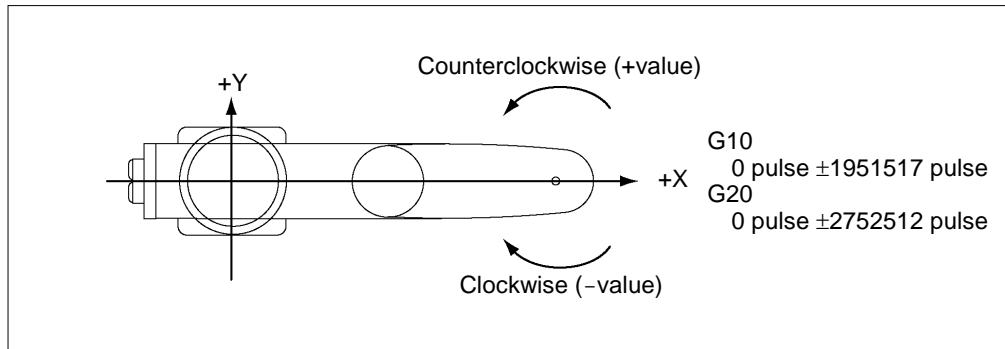 Counterclockwise (+value)
+Y
G10
0 pulse ±1951517 pulse
+X
G20
0 pulse ±2752512 pulse
Clockwise (−value)